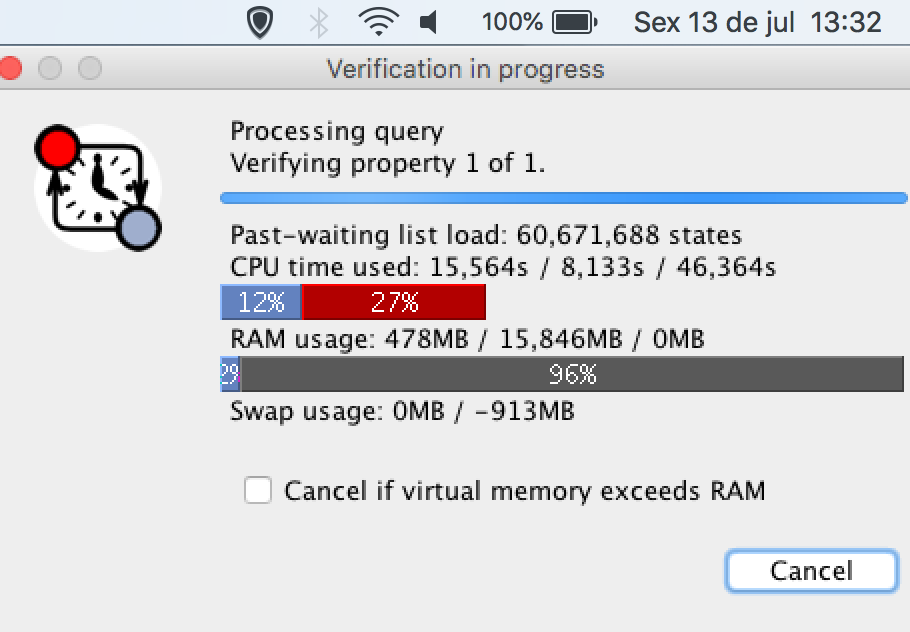 100% Sex 13 de jul 13:32
Verification in progress
Processing query
Verifying property 1 of 1.
Past-waiting list load: 60,671,688 states
CPU time used: 15,564s / 8,133s / 46,364s
12% 27%
RAM usage: 478MB / 15,846MB / 0MB
2% 96%
Swap usage: 0MB / -913MB
Cancel if virtual memory exceeds RAM
Cancel